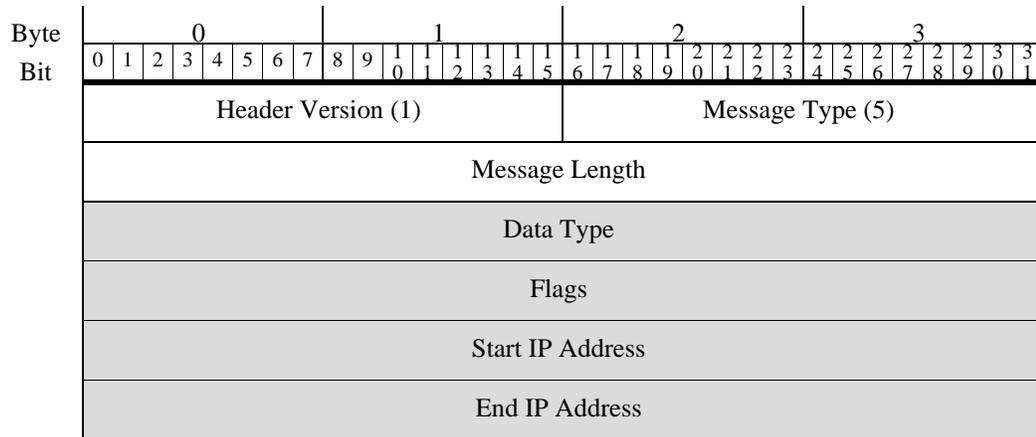 Byte 0 1 2 3
Bit 0 1 2 3 4 5 6 7 8 9 10 11 12 13 14 15 16 17 18 19 20 21 22 23 24 25 26 27 28 29 30 31
Header Version (1) Message Type (5)
Message Length
Data Type
Flags
Start IP Address
End IP Address